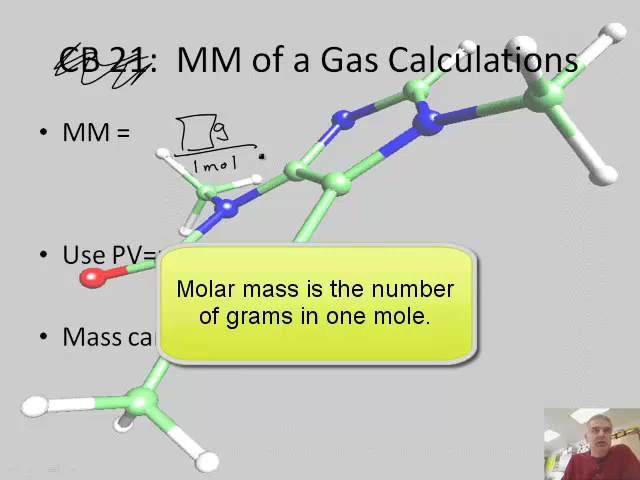 CB 21: MM of a Gas Calculations
• MM =
g
1 mol
• Use PV=
Molar mass is the number
of grams in one mole.
• Mass ca